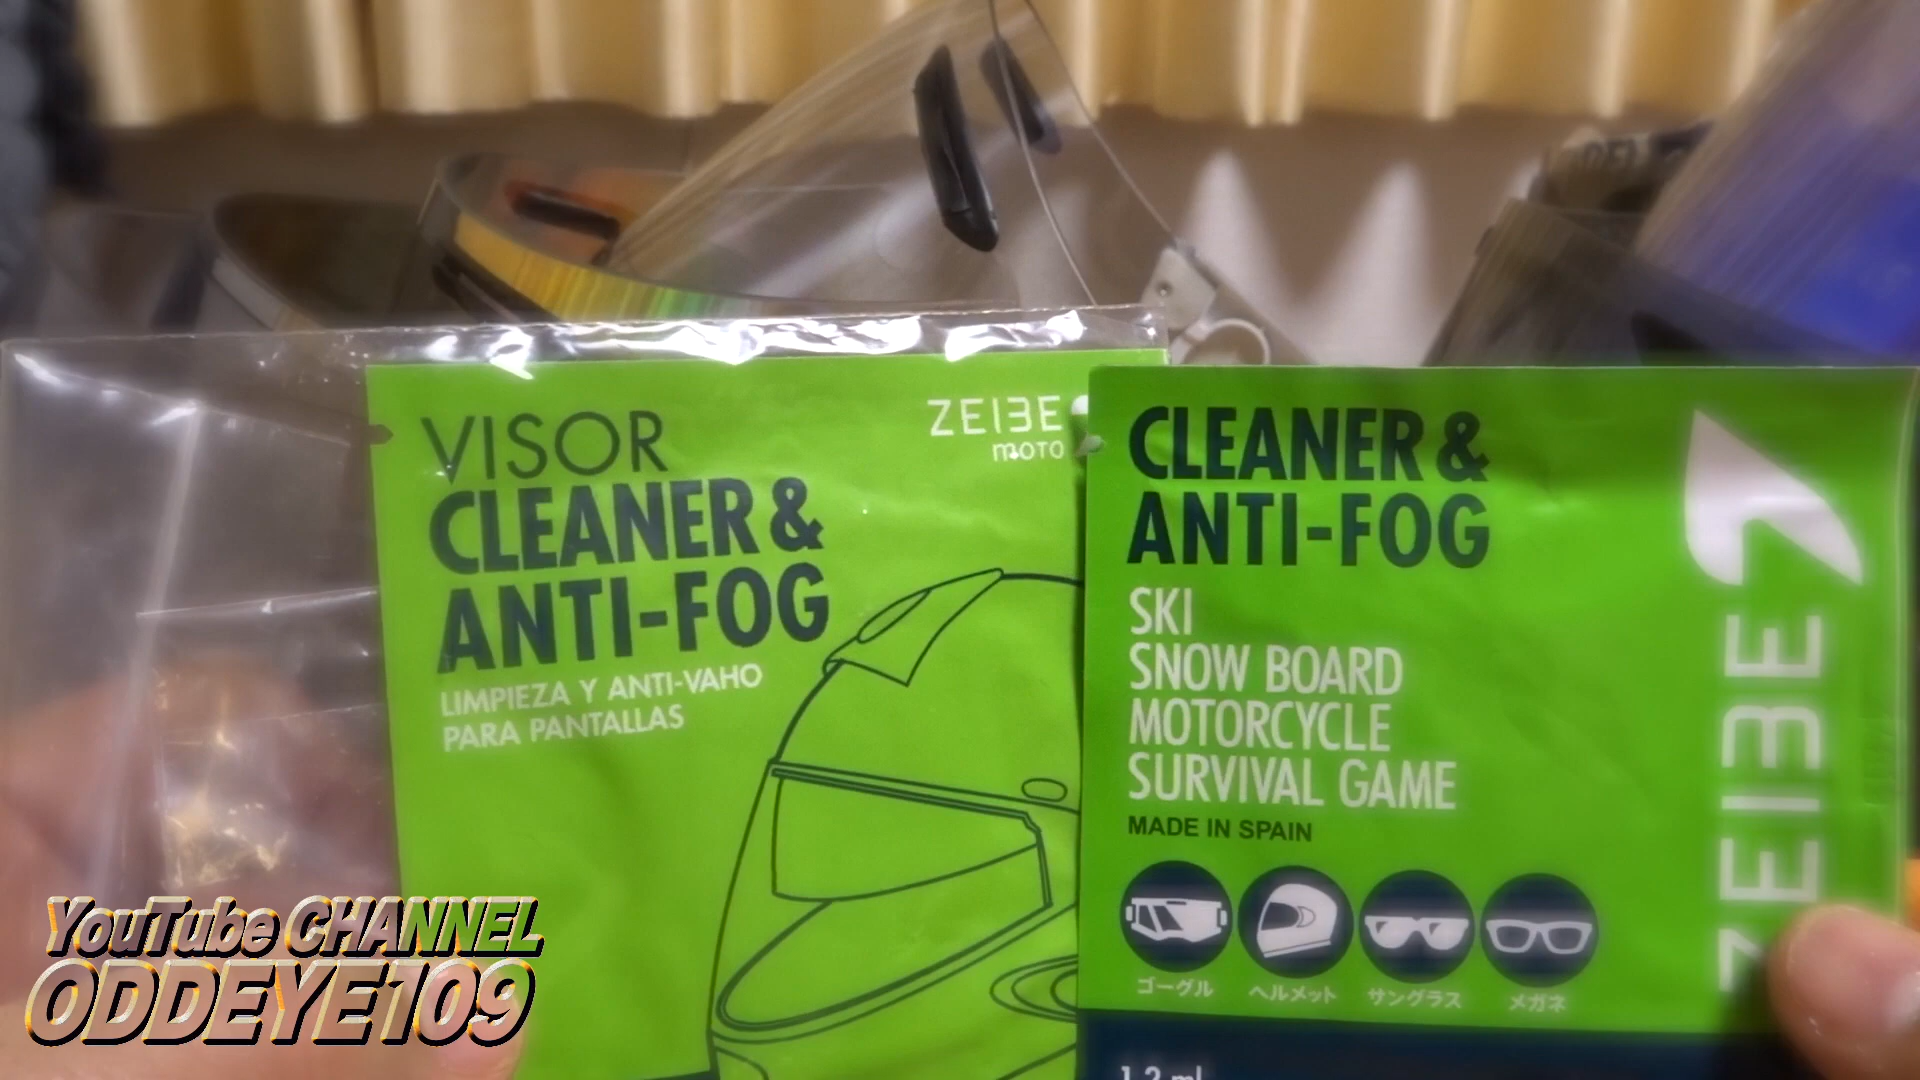 VISOR
CLEANER &
ANTI-FOG
LIMPIEZA Y ANTI-VAHO
PARA PANTALLAS
ZEIBE
moto
CLEANER &
ANTI-FOG
SKI
SNOW BOARD
MOTORCYCLE
SURVIVAL GAME
MADE IN SPAIN
ゴーグル ヘルメット サングラス メガネ
ZEIBE
YouTube CHANNEL
ODDEYE109